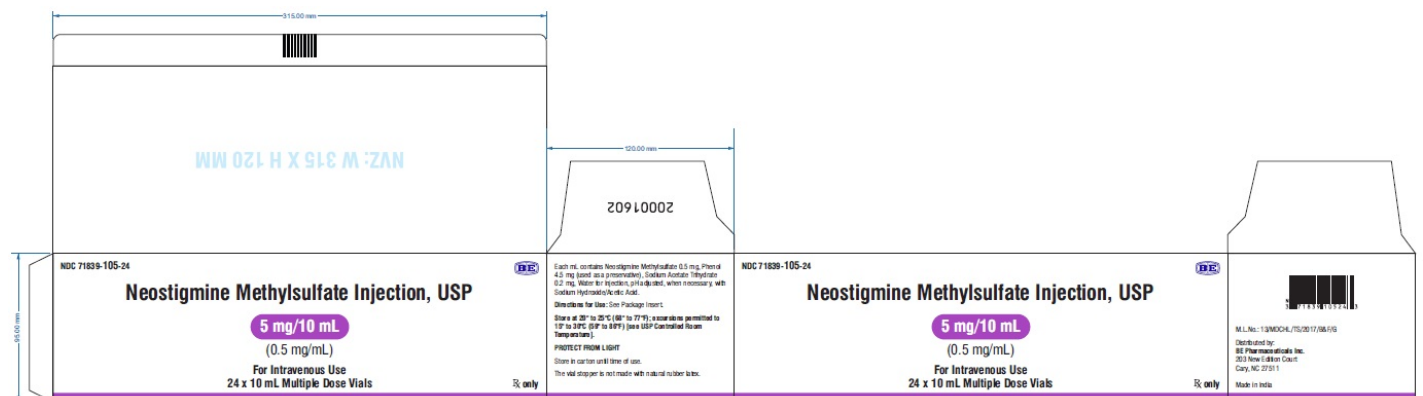 315.00 mm
NVZ: W 315 X H 120 MM
120.00 mm
20001602
95.00 mm
NDC 71839-105-24
BE
Neostigmine Methylsulfate Injection, USP
5 mg/10 mL
(0.5 mg/mL)
For Intravenous Use
24 x 10 mL Multiple Dose Vials
Rx only
Each mL contains Neostigmine Methylsulfate 0.5 mg, Phenol
4.5 mg (used as a preservative), Sodium Acetate Trihydrate
0.2 mg, Water for Injection, pH adjusted, when necessary, with
Sodium Hydroxide/Acetic Acid.
Directions for Use: See Package Insert.
Store at 20° to 25°C (68° to 77°F); excursions permitted to
15° to 30°C (59° to 86°F) [see USP Controlled Room
Temperature].
PROTECT FROM LIGHT
Store in carton until time of use.
The vial stopper is not made with natural rubber latex.
NDC 71839-105-24
BE
Neostigmine Methylsulfate Injection, USP
5 mg/10 mL
(0.5 mg/mL)
For Intravenous Use
24 x 10 mL Multiple Dose Vials
Rx only
3 71839 10524 3
M.L.No.: 13/MDCHL/TS/2017/B&F/G
Distributed by:
BE Pharmaceuticals Inc.
203 New Edition Court
Cary, NC 27511
Made in India